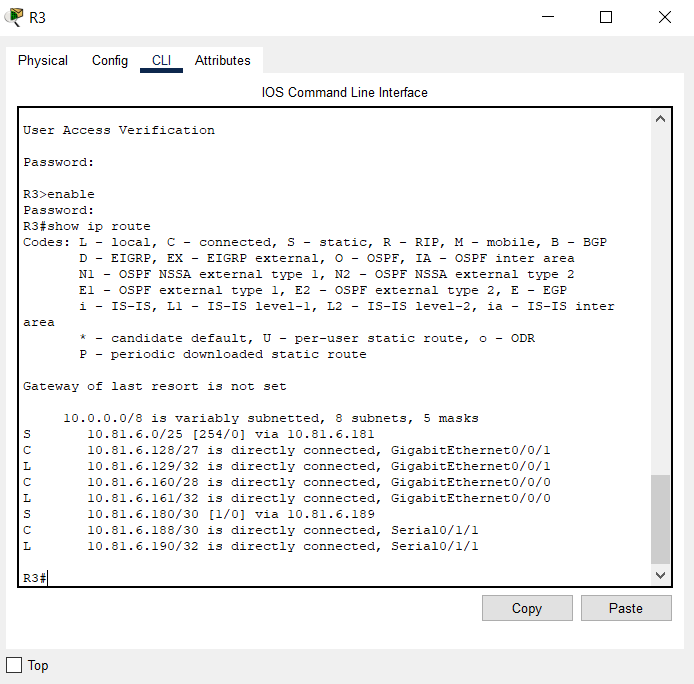 R3
Physical Config CLI Attributes
IOS Command Line Interface
User Access Verification
Password:
R3>enable
Password:
R3#show ip route
Codes: L - local, C - connected, S - static, R - RIP, M - mobile, B - BGP
D - EIGRP, EX - EIGRP external, O - OSPF, IA - OSPF inter area
N1 - OSPF NSSA external type 1, N2 - OSPF NSSA external type 2
E1 - OSPF external type 1, E2 - OSPF external type 2, E - EGP
i - IS-IS, L1 - IS-IS level-1, L2 - IS-IS level-2, ia - IS-IS inter
area
* - candidate default, U - per-user static route, o - ODR
P - periodic downloaded static route
Gateway of last resort is not set
10.0.0.0/8 is variably subnetted, 8 subnets, 5 masks
S 10.81.6.0/25 [254/0] via 10.81.6.181
C 10.81.6.128/27 is directly connected, GigabitEthernet0/0/1
L 10.81.6.129/32 is directly connected, GigabitEthernet0/0/1
C 10.81.6.160/28 is directly connected, GigabitEthernet0/0/0
L 10.81.6.161/32 is directly connected, GigabitEthernet0/0/0
S 10.81.6.180/30 [1/0] via 10.81.6.189
C 10.81.6.188/30 is directly connected, Serial0/1/1
L 10.81.6.190/32 is directly connected, Serial0/1/1
R3#
Copy Paste
Top